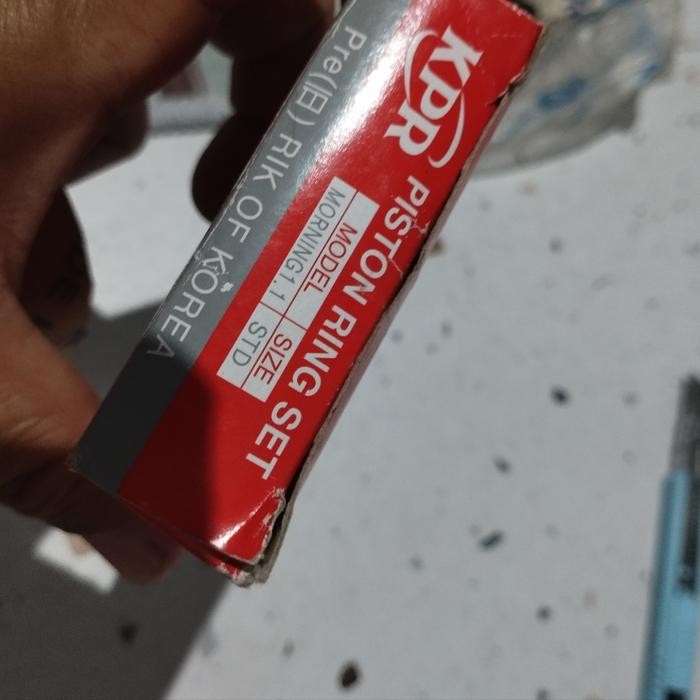 KPR PISTON RING SET
MODEL SIZE
MORNING1.1 STD
Pre(旧) RIK OF KOREA